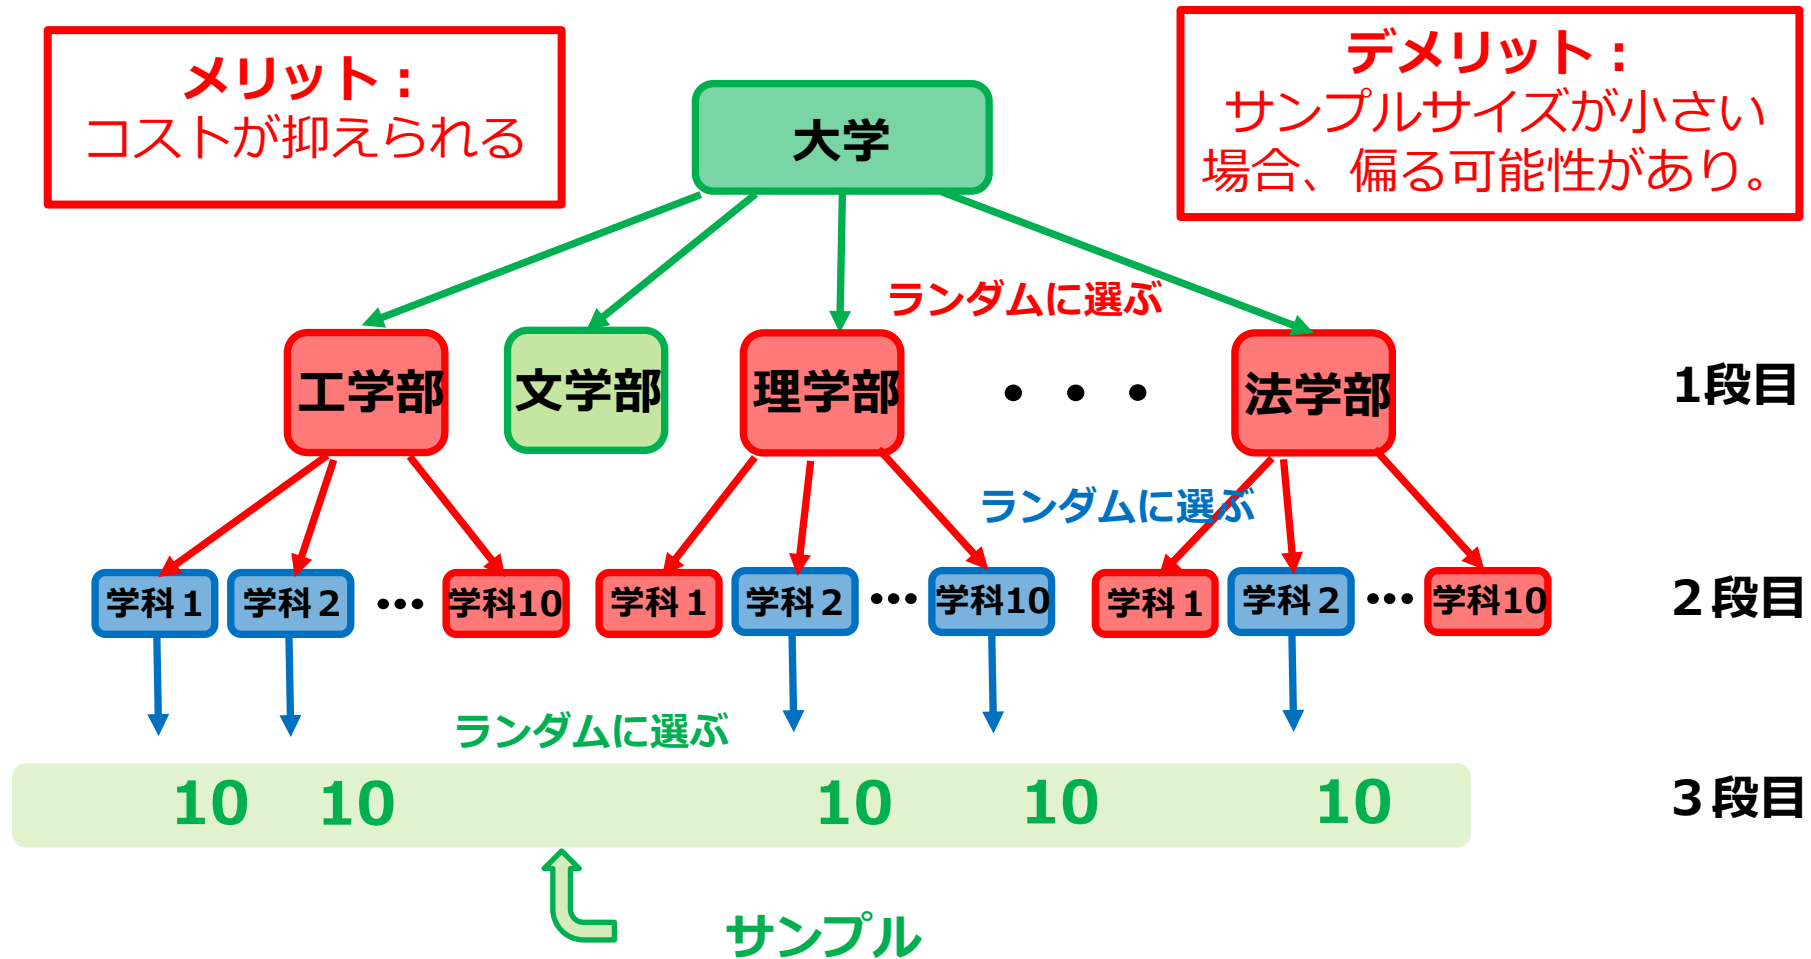 メリット：
コストが抑えられる
デメリット：
サンプルサイズが小さい
場合、偏る可能性があり。
大学
ランダムに選ぶ
工学部
文学部
理学部
・・・
法学部
1段目
ランダムに選ぶ
学科１
学科２
…
学科10
学科１
学科２
…
学科10
学科１
学科２
…
学科10
２段目
ランダムに選ぶ
10
10
10
10
10
３段目
サンプル